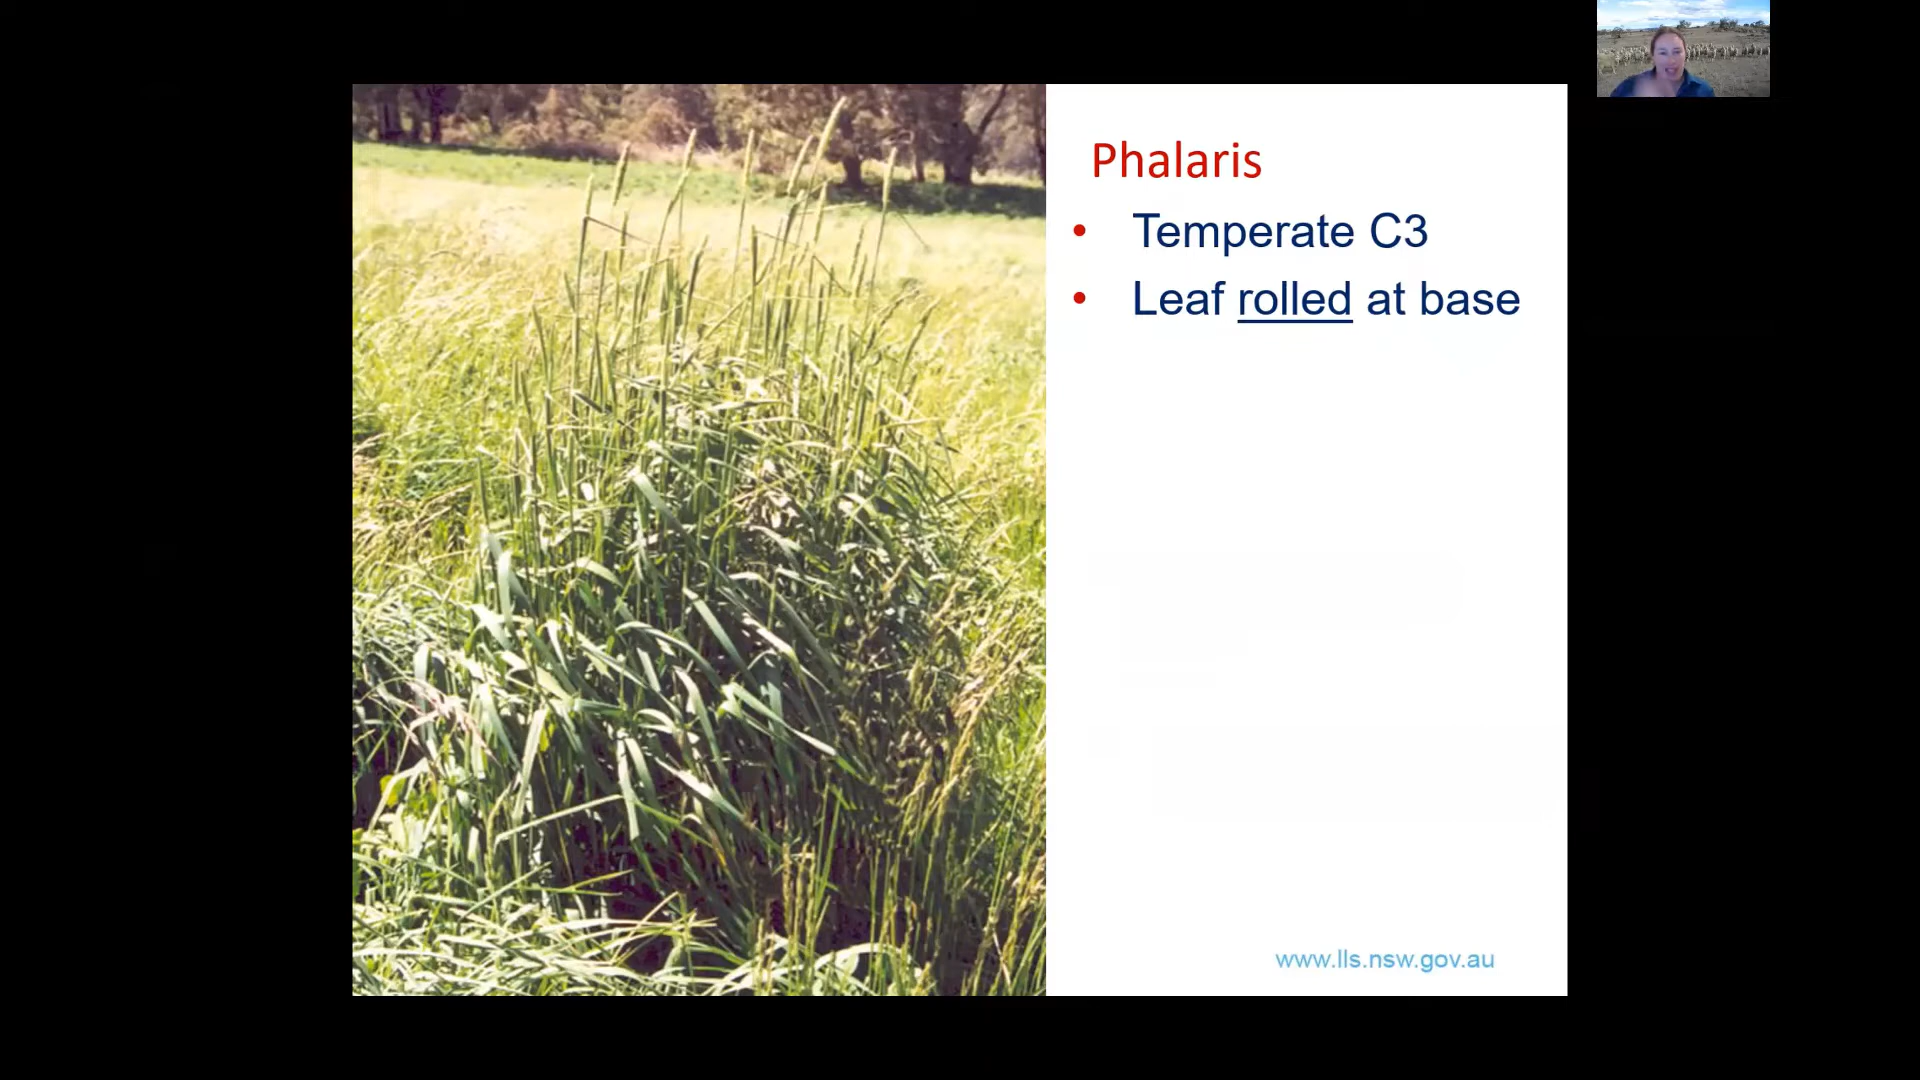 Phalaris
• Temperate C3
• Leaf rolled at base
www.lls.nsw.gov.au